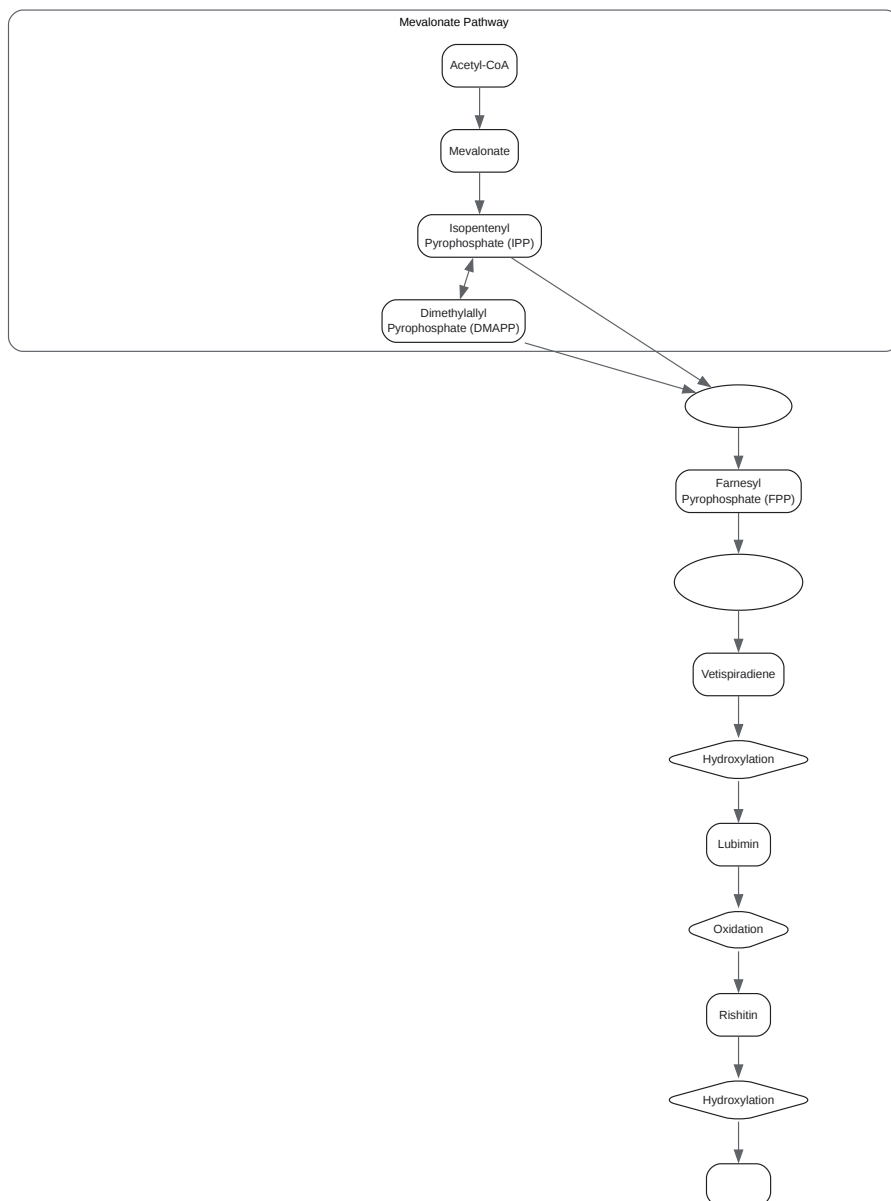 Mevalonate Pathway
Acetyl-CoA
Mevalonate
Isopentenyl
Pyrophosphate (IPP)
Dimethylallyl
Pyrophosphate (DMAPP)
Farnesyl
Pyrophosphate (FPP)
Vetispiradiene
Hydroxylation
Lubimin
Oxidation
Rishitin
Hydroxylation